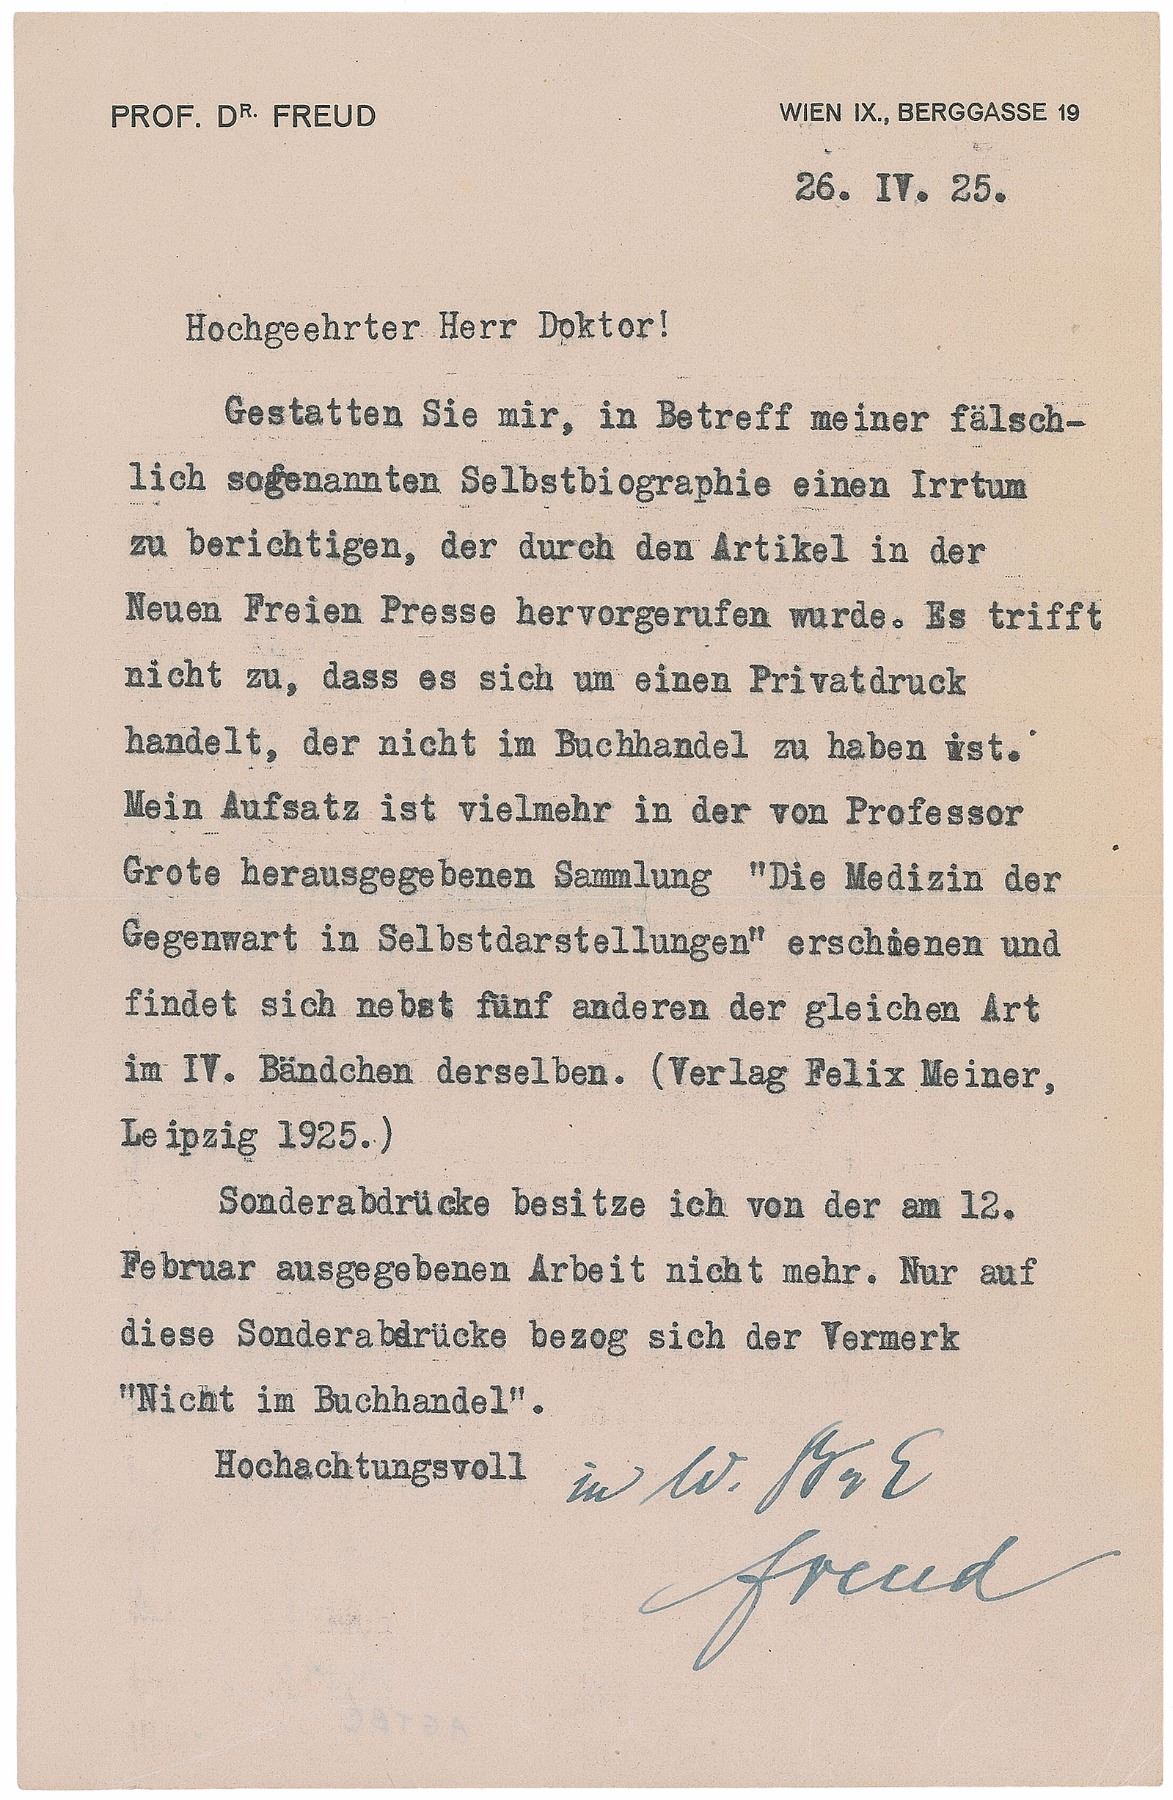 PROF. DR. FREUD
WIEN IX., BERGGASSE 19
26. IV. 25.
Hochgeehrter Herr Doktor!
Gestatten Sie mir, in Betreff meiner fälsch-
lich sogenannten Selbstbiographie einen Irrtum
zu berichtigen, der durch den Artikel in der
Neuen Freien Presse hervorgerufen wurde. Es trifft
nicht zu, dass es sich um einen Privatdruck
handelt, der nicht im Buchhandel zu haben ist.
Mein Aufsatz ist vielmehr in der von Professor
Grote herausgegebenen Sammlung "Die Medizin der
Gegenwart in Selbstdarstellungen" erschienen und
findet sich nebst fünf anderen der gleichen Art
im IV. Bändchen derselben. (Verlag Felix Meiner,
Leipzig 1925.)
Sonderabdrücke besitze ich von der am 12.
Februar ausgegebenen Arbeit nicht mehr. Nur auf
diese Sonderabdrücke bezog sich der Vermerk
"Nicht im Buchhandel".
Hochachtungsvoll
freud